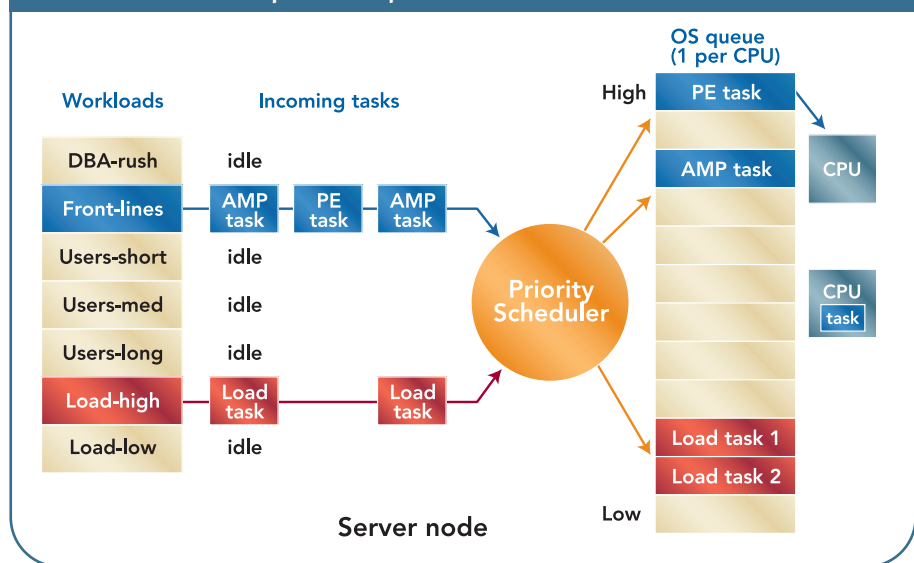 OS queue
(1 per CPU)
Workloads
Incoming tasks
High
PE task
DBA-rush
idle
AMP task
CPU
Front-lines
AMP
task
PE
task
AMP
task
Users-short
idle
Users-med
idle
Priority
Scheduler
CPU
task
Users-long
idle
Load-high
Load
task
Load
task
Load-low
idle
Load task 1
Load task 2
Low
Server node